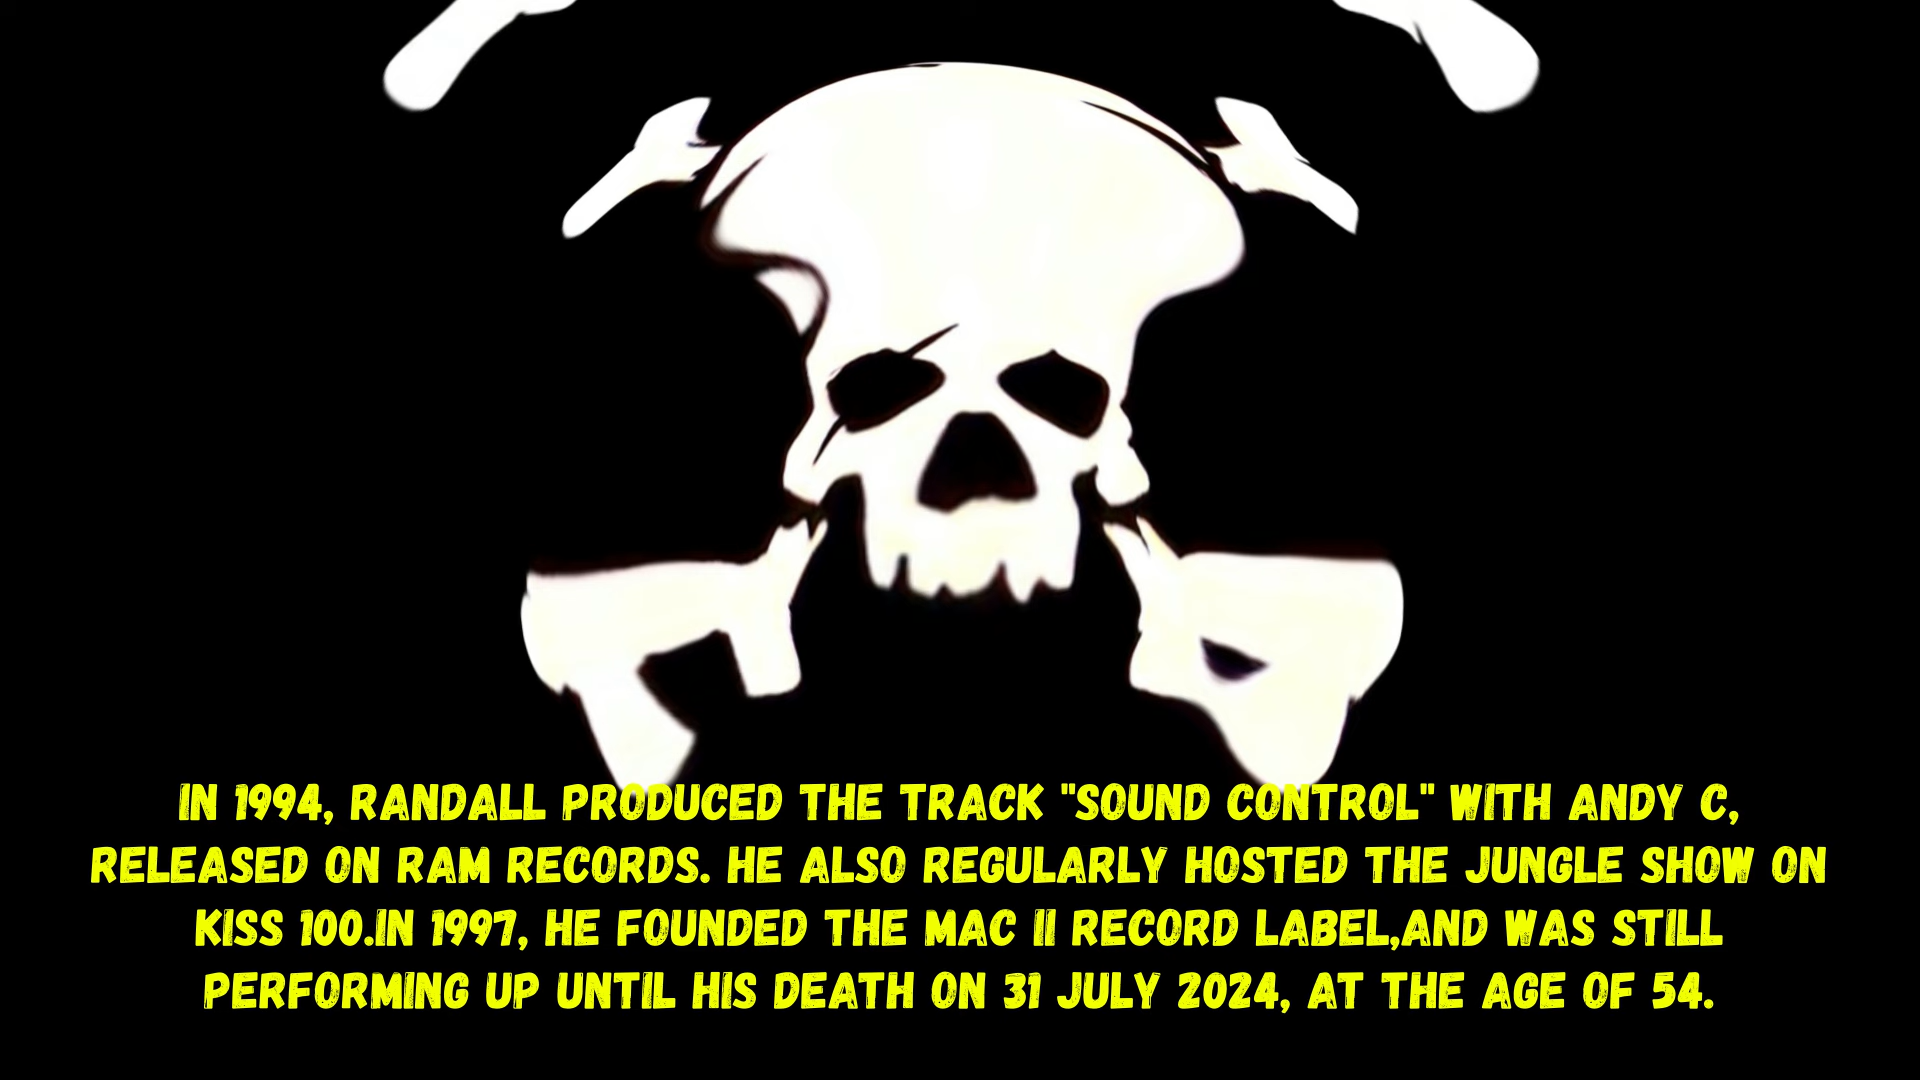 IN 1994, RANDALL PRODUCED THE TRACK "SOUND CONTROL" WITH ANDY C,
RELEASED ON RAM RECORDS. HE ALSO REGULARLY HOSTED THE JUNGLE SHOW ON
KISS 100.IN 1997, HE FOUNDED THE MAC II RECORD LABEL,AND WAS STILL
PERFORMING UP UNTIL HIS DEATH ON 31 JULY 2024, AT THE AGE OF 54.